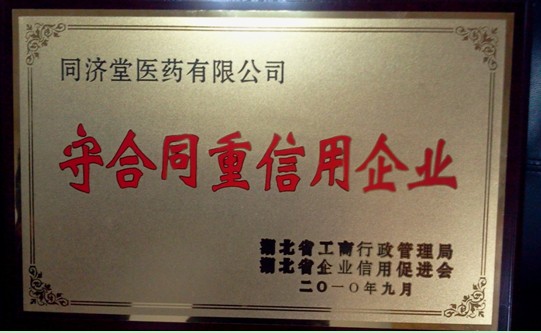 同济堂医药有限公司
守合同重信用企业
湖北省工商行政管理局
湖北省企业信用促进会
二〇一〇年九月